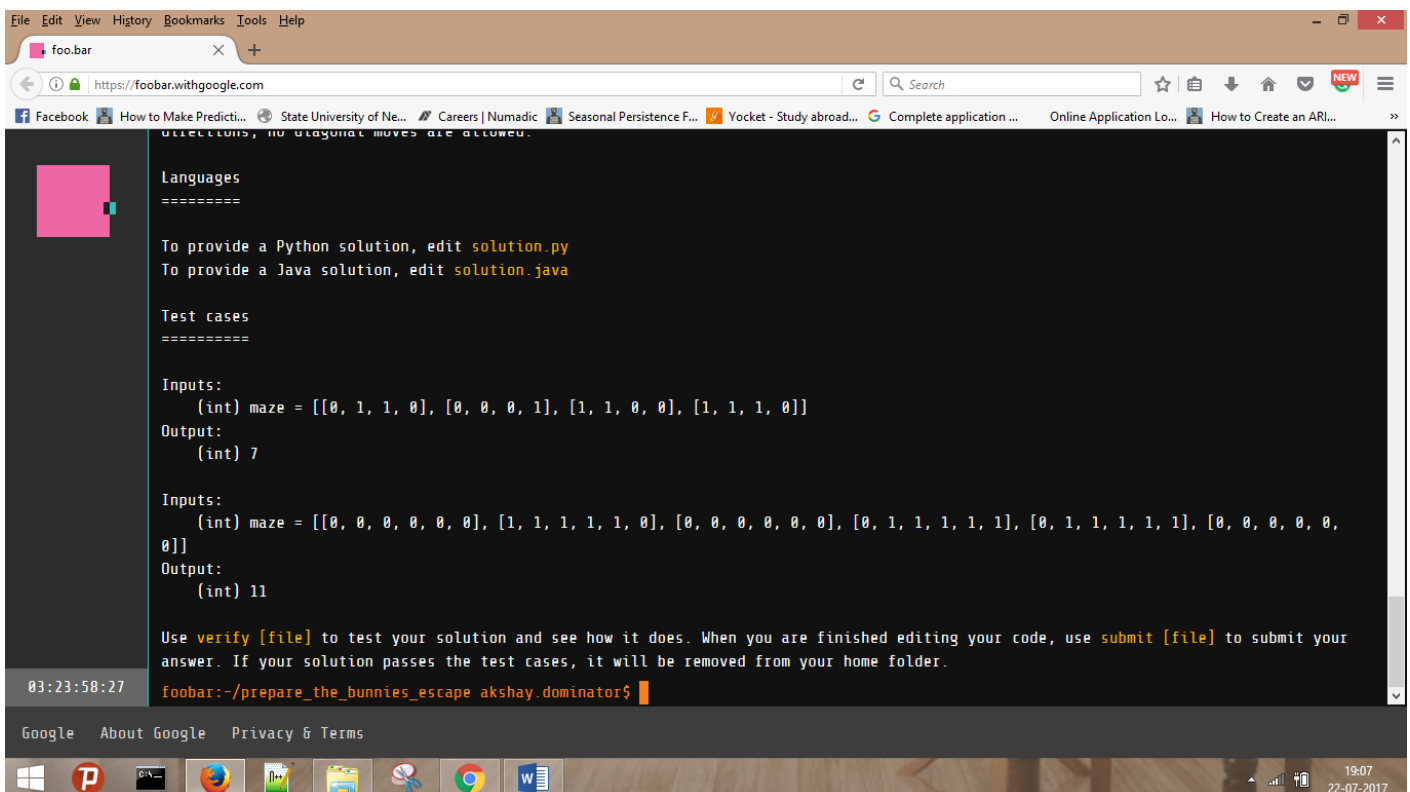 File Edit View History Bookmarks Tools Help
foo.bar
https://foobar.withgoogle.com
Search
NEW
Facebook How to Make Predicti... State University of Ne... Careers | Numadic Seasonal Persistence F... Yocket - Study abroad... Complete application ... Online Application Lo... How to Create an ARI... »
directions, no diagonal moves are allowed.
Languages
=========
To provide a Python solution, edit solution.py
To provide a Java solution, edit solution.java
Test cases
==========
Inputs:
(int) maze = [[0, 1, 1, 0], [0, 0, 0, 1], [1, 1, 0, 0], [1, 1, 1, 0]]
Output:
(int) 7
Inputs:
(int) maze = [[0, 0, 0, 0, 0, 0], [1, 1, 1, 1, 1, 0], [0, 0, 0, 0, 0, 0], [0, 1, 1, 1, 1, 1], [0, 1, 1, 1, 1, 1], [0, 0, 0, 0, 0,
0]]
Output:
(int) 11
Use verify [file] to test your solution and see how it does. When you are finished editing your code, use submit [file] to submit your
answer. If your solution passes the test cases, it will be removed from your home folder.
03:23:58:27
foobar:~/prepare_the_bunnies_escape akshay.dominator$
Google About Google Privacy & Terms
19:07
22-07-2017